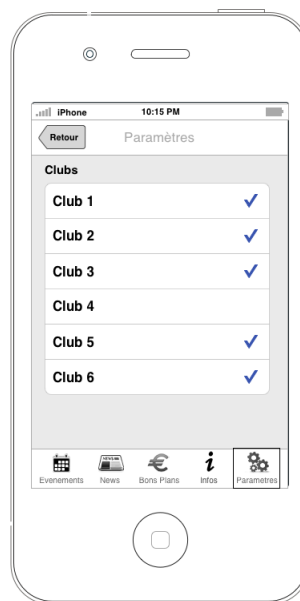 iPhone 10:15 PM
Retour Paramètres
Clubs
Club 1
Club 2
Club 3
Club 4
Club 5
Club 6
NEWS
Evenements News Bons Plans Infos Parametres